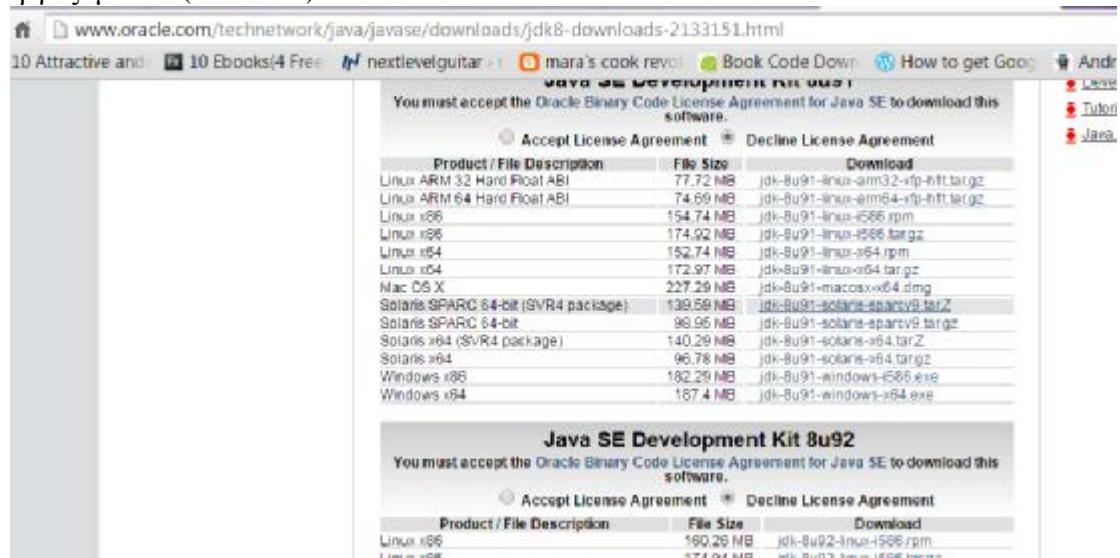 www.oracle.com/technetwork/java/javase/downloads/jdk8-downloads-2133151.html
10 Attractive and 10 Ebooks(4 Free nextlevelguitar mara's cook revo Book Code Down How to get Goog Andr
Java SE Development Kit 8u91
You must accept the Oracle Binary Code License Agreement for Java SE to download this
software.
Accept License Agreement Decline License Agreement
Product / File Description File Size Download
Linux ARM 32 Hard Float ABI 77.72 MB jdk-8u91-linux-arm32-vfp-hflt.tar.gz
Linux ARM 64 Hard Float ABI 74.69 MB jdk-8u91-linux-arm64-vfp-hflt.tar.gz
Linux x86 154.74 MB jdk-8u91-linux-i586.rpm
Linux x86 174.92 MB jdk-8u91-linux-i586.tar.gz
Linux x64 152.74 MB jdk-8u91-linux-x64.rpm
Linux x64 172.97 MB jdk-8u91-linux-x64.tar.gz
Mac OS X 227.29 MB jdk-8u91-macosx-x64.dmg
Solaris SPARC 64-bit (SVR4 package) 139.59 MB jdk-8u91-solaris-sparcv9.tar.Z
Solaris SPARC 64-bit 98.95 MB jdk-8u91-solaris-sparcv9.tar.gz
Solaris x64 (SVR4 package) 140.29 MB jdk-8u91-solaris-x64.tar.Z
Solaris x64 96.78 MB jdk-8u91-solaris-x64.tar.gz
Windows x86 182.29 MB jdk-8u91-windows-i586.exe
Windows x64 187.4 MB jdk-8u91-windows-x64.exe
Tutori
Java.
Java SE Development Kit 8u92
You must accept the Oracle Binary Code License Agreement for Java SE to download this
software.
Accept License Agreement Decline License Agreement
Product / File Description File Size Download
Linux x86 160.26 MB jdk-8u92-linux-i586.rpm